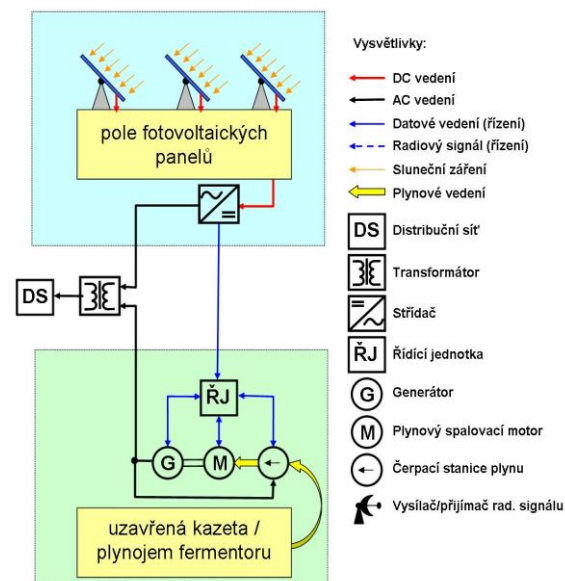 pole fotovoltaických
panelů
DS
ŘJ
G
M
uzavřená kazeta /
plynojem fermentoru
Vysvětlivky:
DC vedení
AC vedení
Datové vedení (řízení)
Radiový signál (řízení)
Sluneční záření
Plynové vedení
DS Distribuční síť
Transformátor
Střídač
ŘJ Řídící jednotka
G Generátor
M Plynový spalovací motor
Čerpací stanice plynu
Vysílač/přijímač rad. signálu